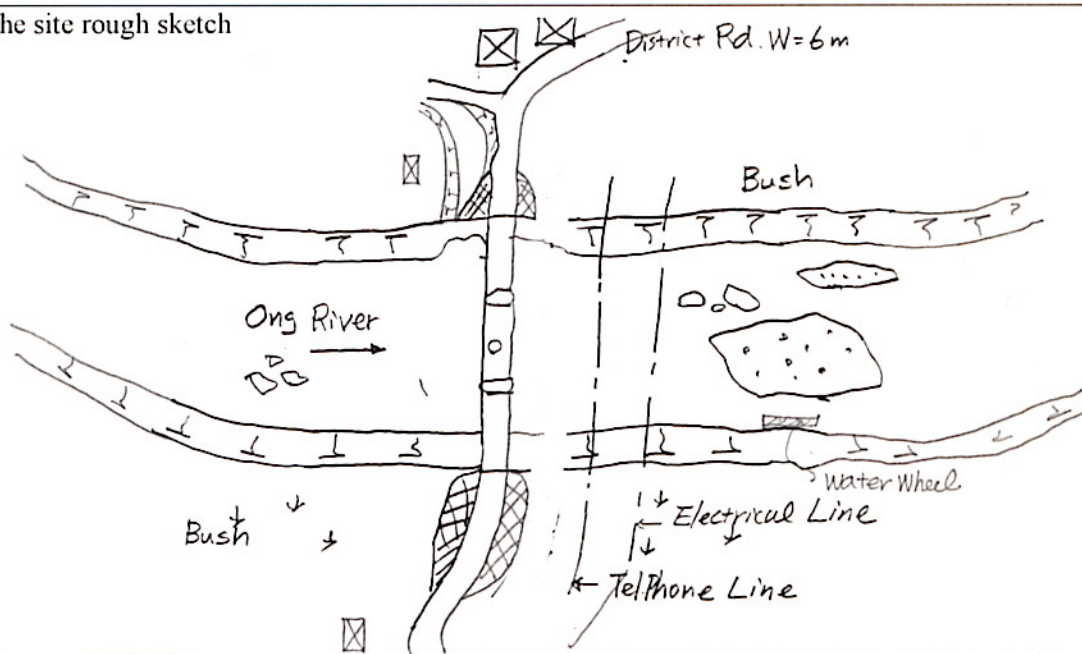 he site rough sketch
District Rd. W=6m
Bush
Ong River
Water Wheel
Bush
Electrical Line
TelPhone Line